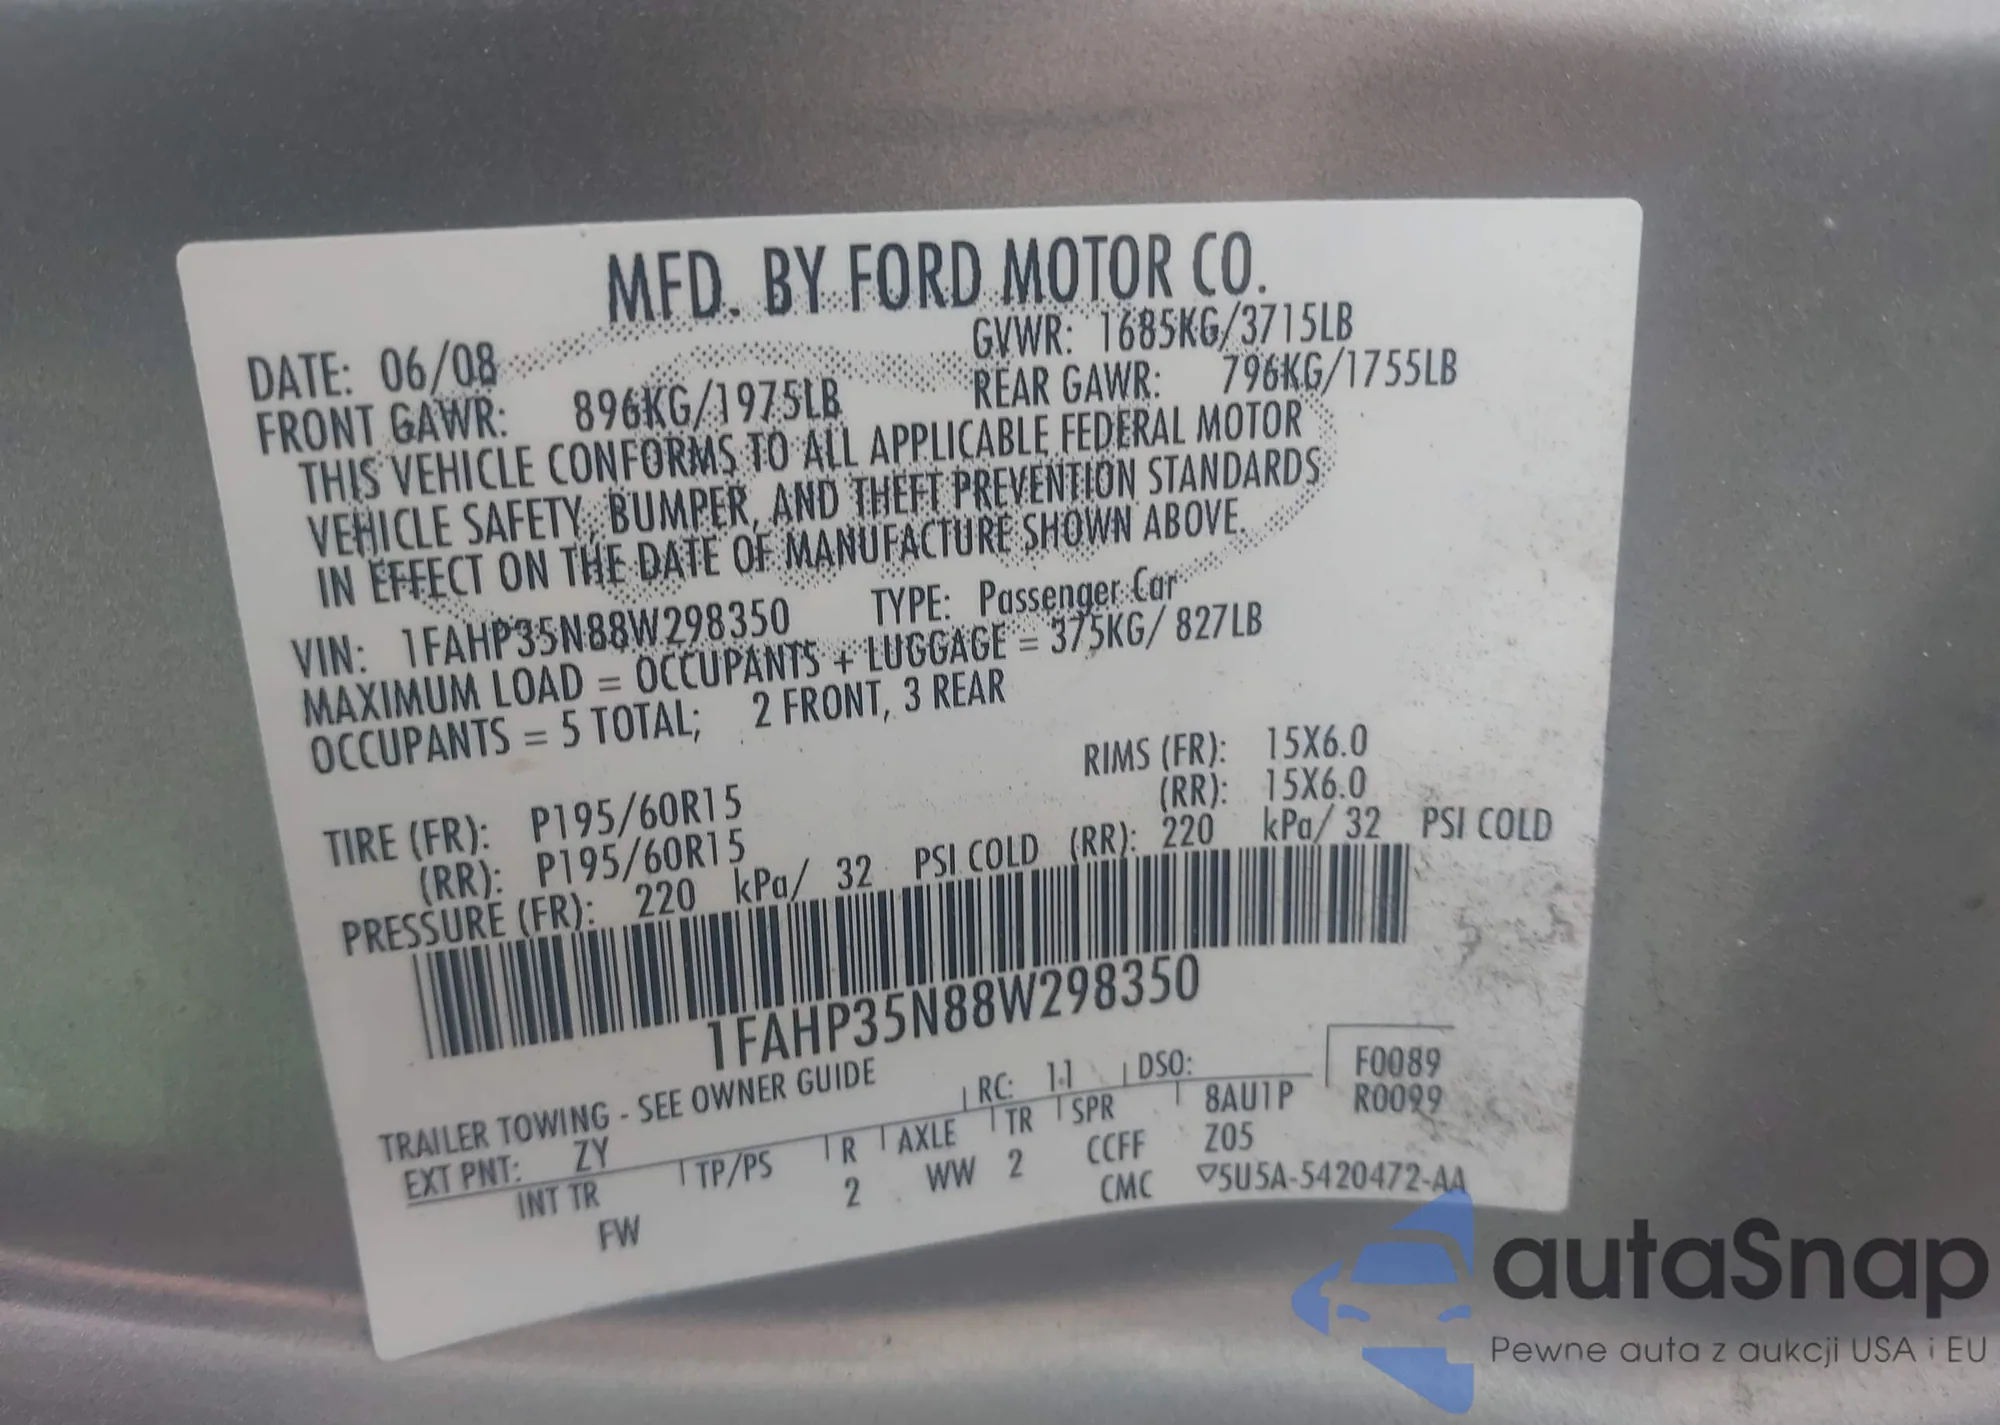 MFD. BY FORD MOTOR CO.
DATE: 06/08 GVWR: 1685KG/3715LB
FRONT GAWR: 896KG/1975LB REAR GAWR: 796KG/1755LB
THIS VEHICLE CONFORMS TO ALL APPLICABLE FEDERAL MOTOR
VEHICLE SAFETY, BUMPER, AND THEFT PREVENTION STANDARDS
IN EFFECT ON THE DATE OF MANUFACTURE SHOWN ABOVE.
VIN: 1FAHP35N88W298350 TYPE: Passenger Car
MAXIMUM LOAD = OCCUPANTS + LUGGAGE = 375KG/ 827LB
OCCUPANTS = 5 TOTAL; 2 FRONT, 3 REAR
TIRE (FR): P195/60R15 RIMS (FR): 15X6.0
(RR): P195/60R15 (RR): 15X6.0
PRESSURE (FR): 220 kPa/ 32 PSI COLD (RR): 220 kPa/ 32 PSI COLD
1FAHP35N88W298350
TRAILER TOWING - SEE OWNER GUIDE RC: 11 DSO: F0089
EXT PNT: ZY R0099
INT TR TP/PS R AXLE TR SPR 8AU1P
FW 2 WW 2 CCFF Z05
CMC ▽5U5A-5420472-AA
autaSnap
Pewne auta z aukcji USA i EU